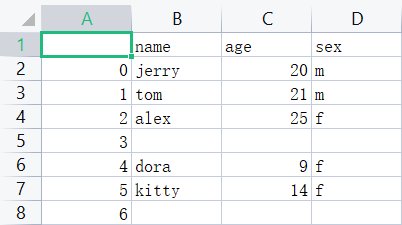 A B C D
1 name age sex
2 0 jerry 20 m
3 1 tom 21 m
4 2 alex 25 f
5 3
6 4 dora 9 f
7 5 kitty 14 f
8 6